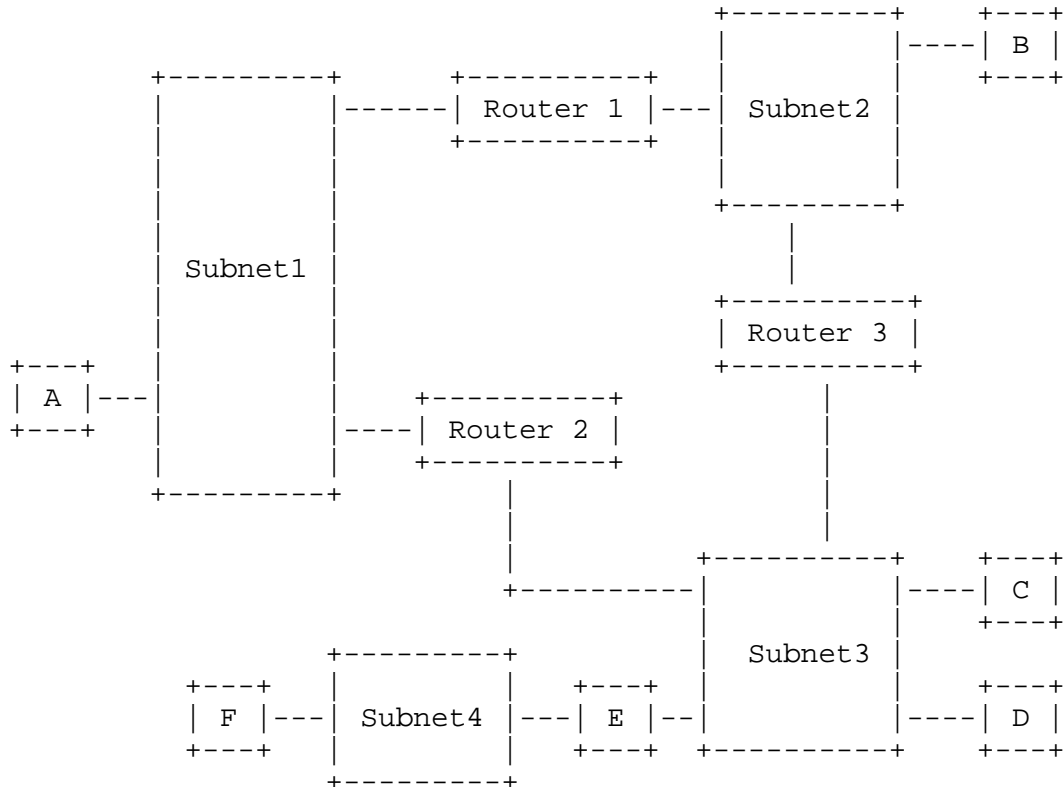 B
Router 1
Subnet2
Subnet1
Router 3
A
Router 2
C
Subnet3
F
Subnet4
E
D